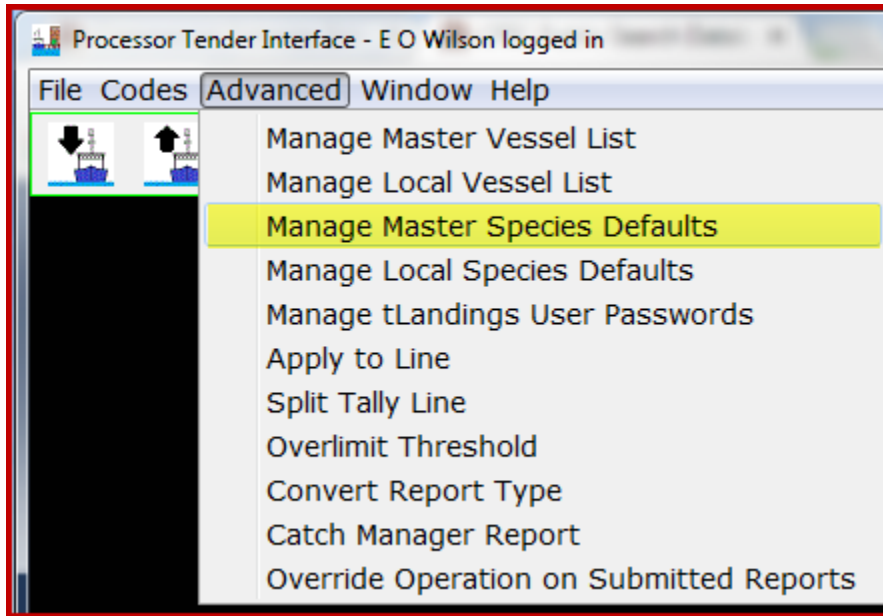 Processor Tender Interface - E O Wilson logged in
File Codes Advanced Window Help
Manage Master Vessel List
Manage Local Vessel List
Manage Master Species Defaults
Manage Local Species Defaults
Manage tLandings User Passwords
Apply to Line
Split Tally Line
Overlimit Threshold
Convert Report Type
Catch Manager Report
Override Operation on Submitted Reports